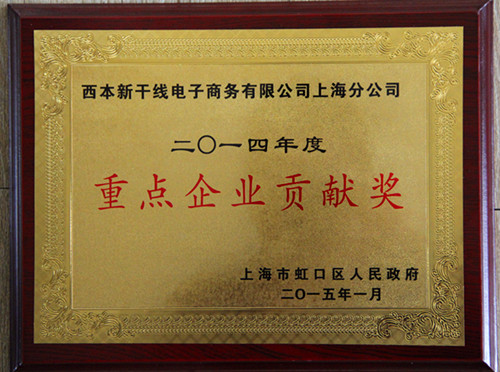 西本新干线电子商务有限公司上海分公司
二〇一四年度
重点企业贡献奖
上海市虹口区人民政府
二〇一五年一月